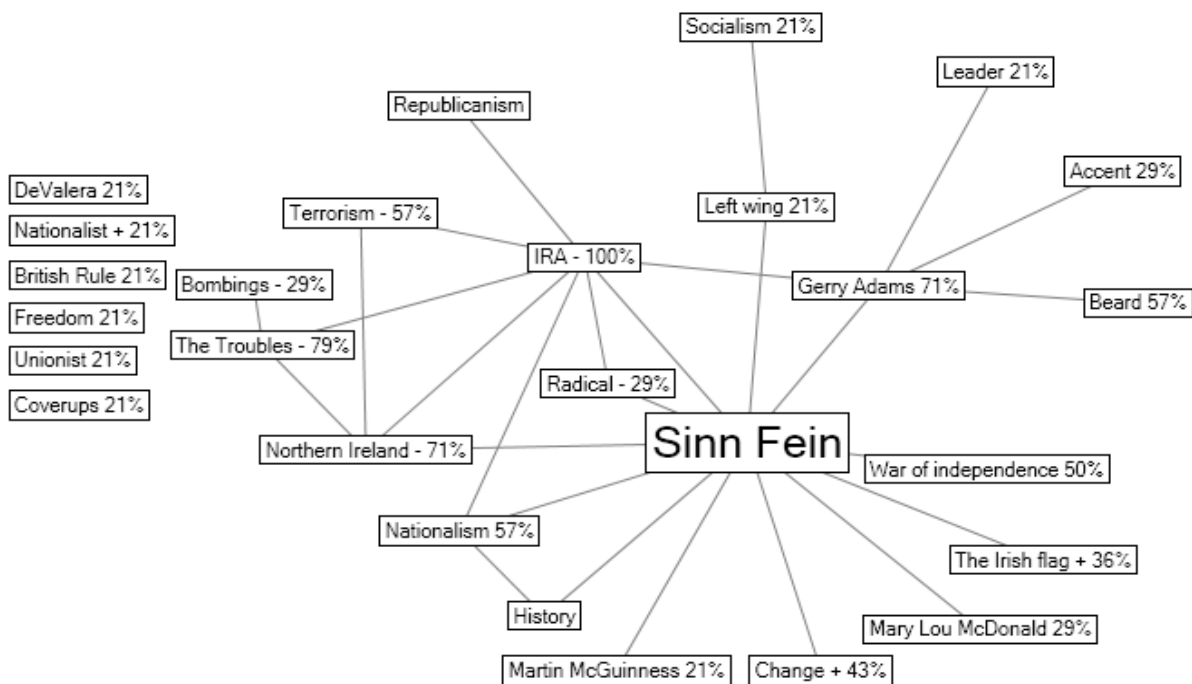 Socialism 21%
Leader 21%
Republicanism
Accent 29%
DeValera 21%
Terrorism - 57%
Left wing 21%
Nationalist + 21%
IRA - 100%
British Rule 21%
Bombings - 29%
Gerry Adams 71%
Beard 57%
Freedom 21%
The Troubles - 79%
Unionist 21%
Radical - 29%
Coverups 21%
Sinn Fein
Northern Ireland - 71%
War of independence 50%
Nationalism 57%
The Irish flag + 36%
History
Mary Lou McDonald 29%
Martin McGuinness 21%
Change + 43%